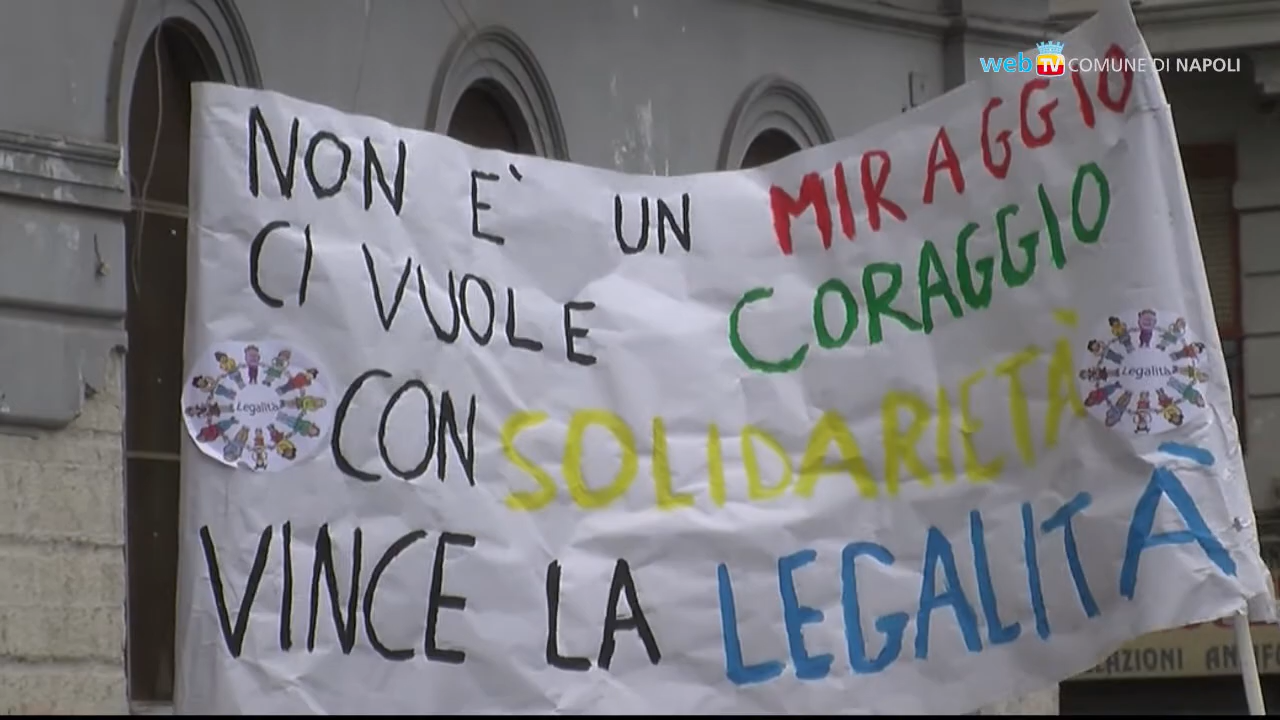 web TV COMUNE DI NAPOLI
NON E' UN MIRAGGIO
CI VUOLE CORAGGIO
CON SOLIDARIETÀ
VINCE LA LEGALITÀ
Legalità
Legalità